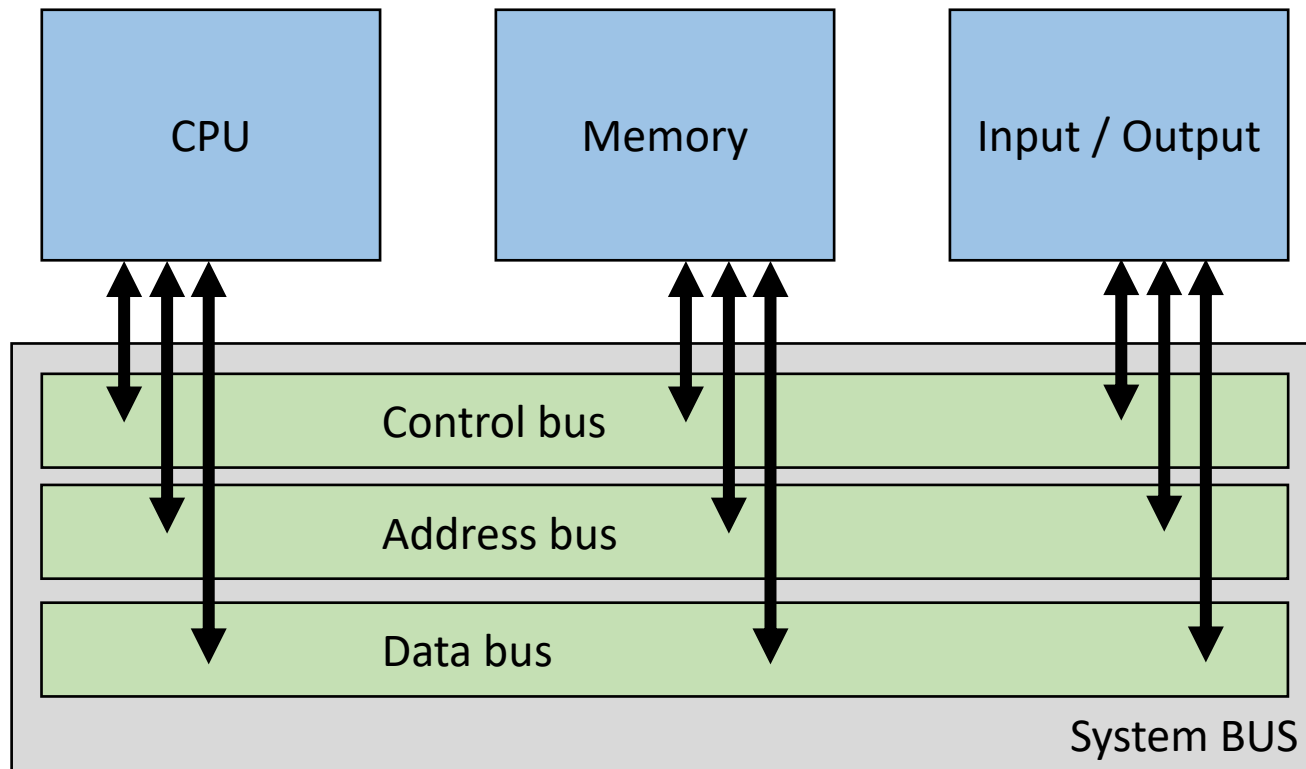 CPU
Memory
Input / Output
Control bus
Address bus
Data bus
System BUS